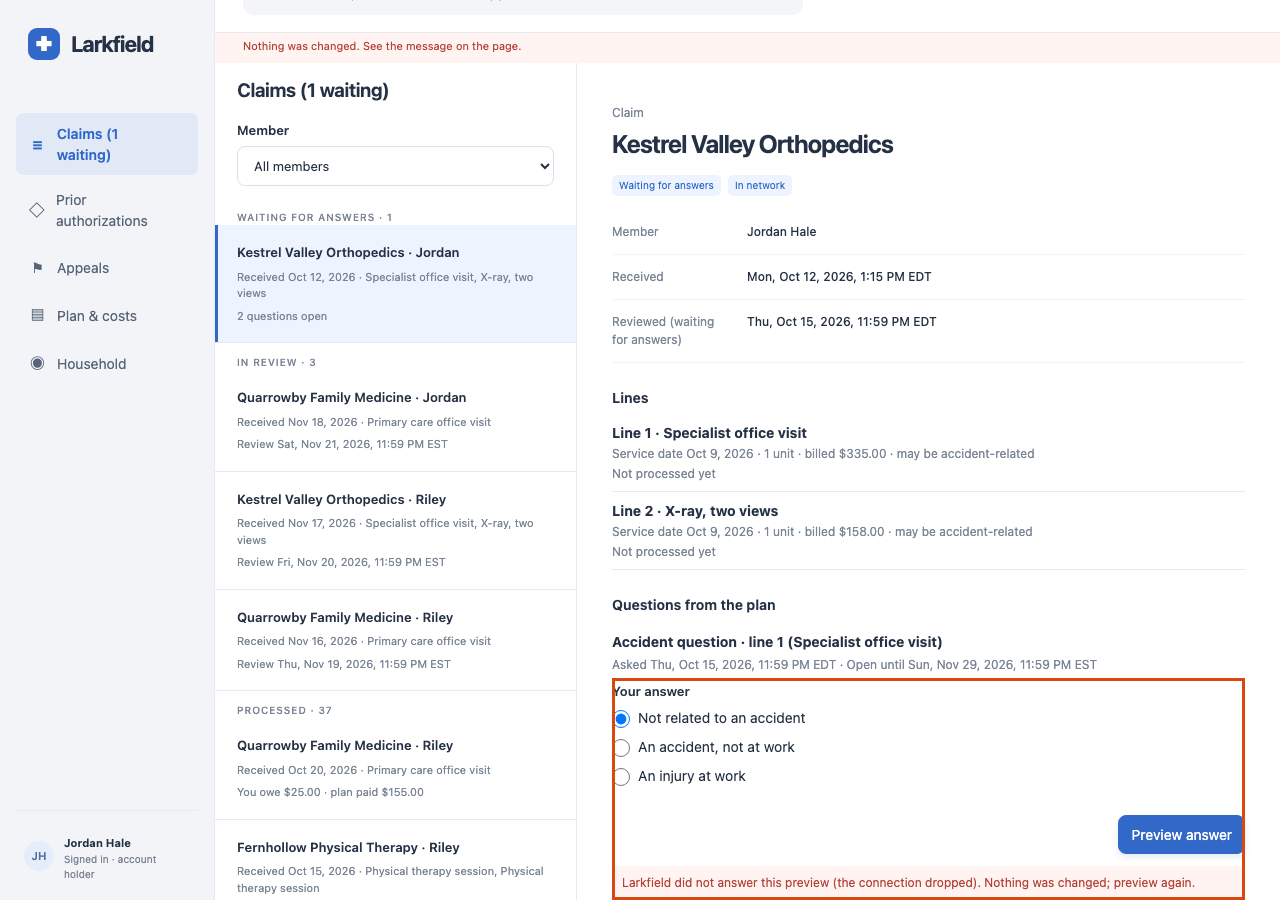 Larkfield
Claims (1
waiting)
Prior
authorizations
Appeals
Plan & costs
Household
JH
Jordan Hale
Signed in · account
holder
Nothing was changed. See the message on the page.
Claims (1 waiting)
Member
All members
WAITING FOR ANSWERS · 1
Kestrel Valley Orthopedics · Jordan
Received Oct 12, 2026 · Specialist office visit, X-ray, two
views
2 questions open
IN REVIEW · 3
Quarrowby Family Medicine · Jordan
Received Nov 18, 2026 · Primary care office visit
Review Sat, Nov 21, 2026, 11:59 PM EST
Kestrel Valley Orthopedics · Riley
Received Nov 17, 2026 · Specialist office visit, X-ray, two
views
Review Fri, Nov 20, 2026, 11:59 PM EST
Quarrowby Family Medicine · Riley
Received Nov 16, 2026 · Primary care office visit
Review Thu, Nov 19, 2026, 11:59 PM EST
PROCESSED · 37
Quarrowby Family Medicine · Riley
Received Oct 20, 2026 · Primary care office visit
You owe $25.00 · plan paid $155.00
Fernhollow Physical Therapy · Riley
Received Oct 15, 2026 · Physical therapy session, Physical
therapy session
Claim
Kestrel Valley Orthopedics
Waiting for answers
In network
Member Jordan Hale
Received Mon, Oct 12, 2026, 1:15 PM EDT
Reviewed (waiting
for answers)
Thu, Oct 15, 2026, 11:59 PM EDT
Lines
Line 1 · Specialist office visit
Service date Oct 9, 2026 · 1 unit · billed $335.00 · may be accident-related
Not processed yet
Line 2 · X-ray, two views
Service date Oct 9, 2026 · 1 unit · billed $158.00 · may be accident-related
Not processed yet
Questions from the plan
Accident question · line 1 (Specialist office visit)
Asked Thu, Oct 15, 2026, 11:59 PM EDT · Open until Sun, Nov 29, 2026, 11:59 PM EST
Your answer
Not related to an accident
An accident, not at work
An injury at work
Preview answer
Larkfield did not answer this preview (the connection dropped). Nothing was changed; preview again.